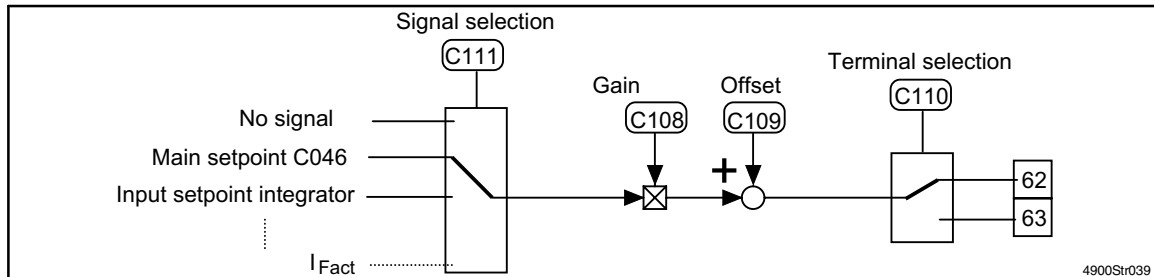 Signal selection
C111
Terminal selection
Gain
Offset
C110
C108
C109
No signal
Main setpoint C046
+
Input setpoint integrator
62
63
I Fact
4900Str039